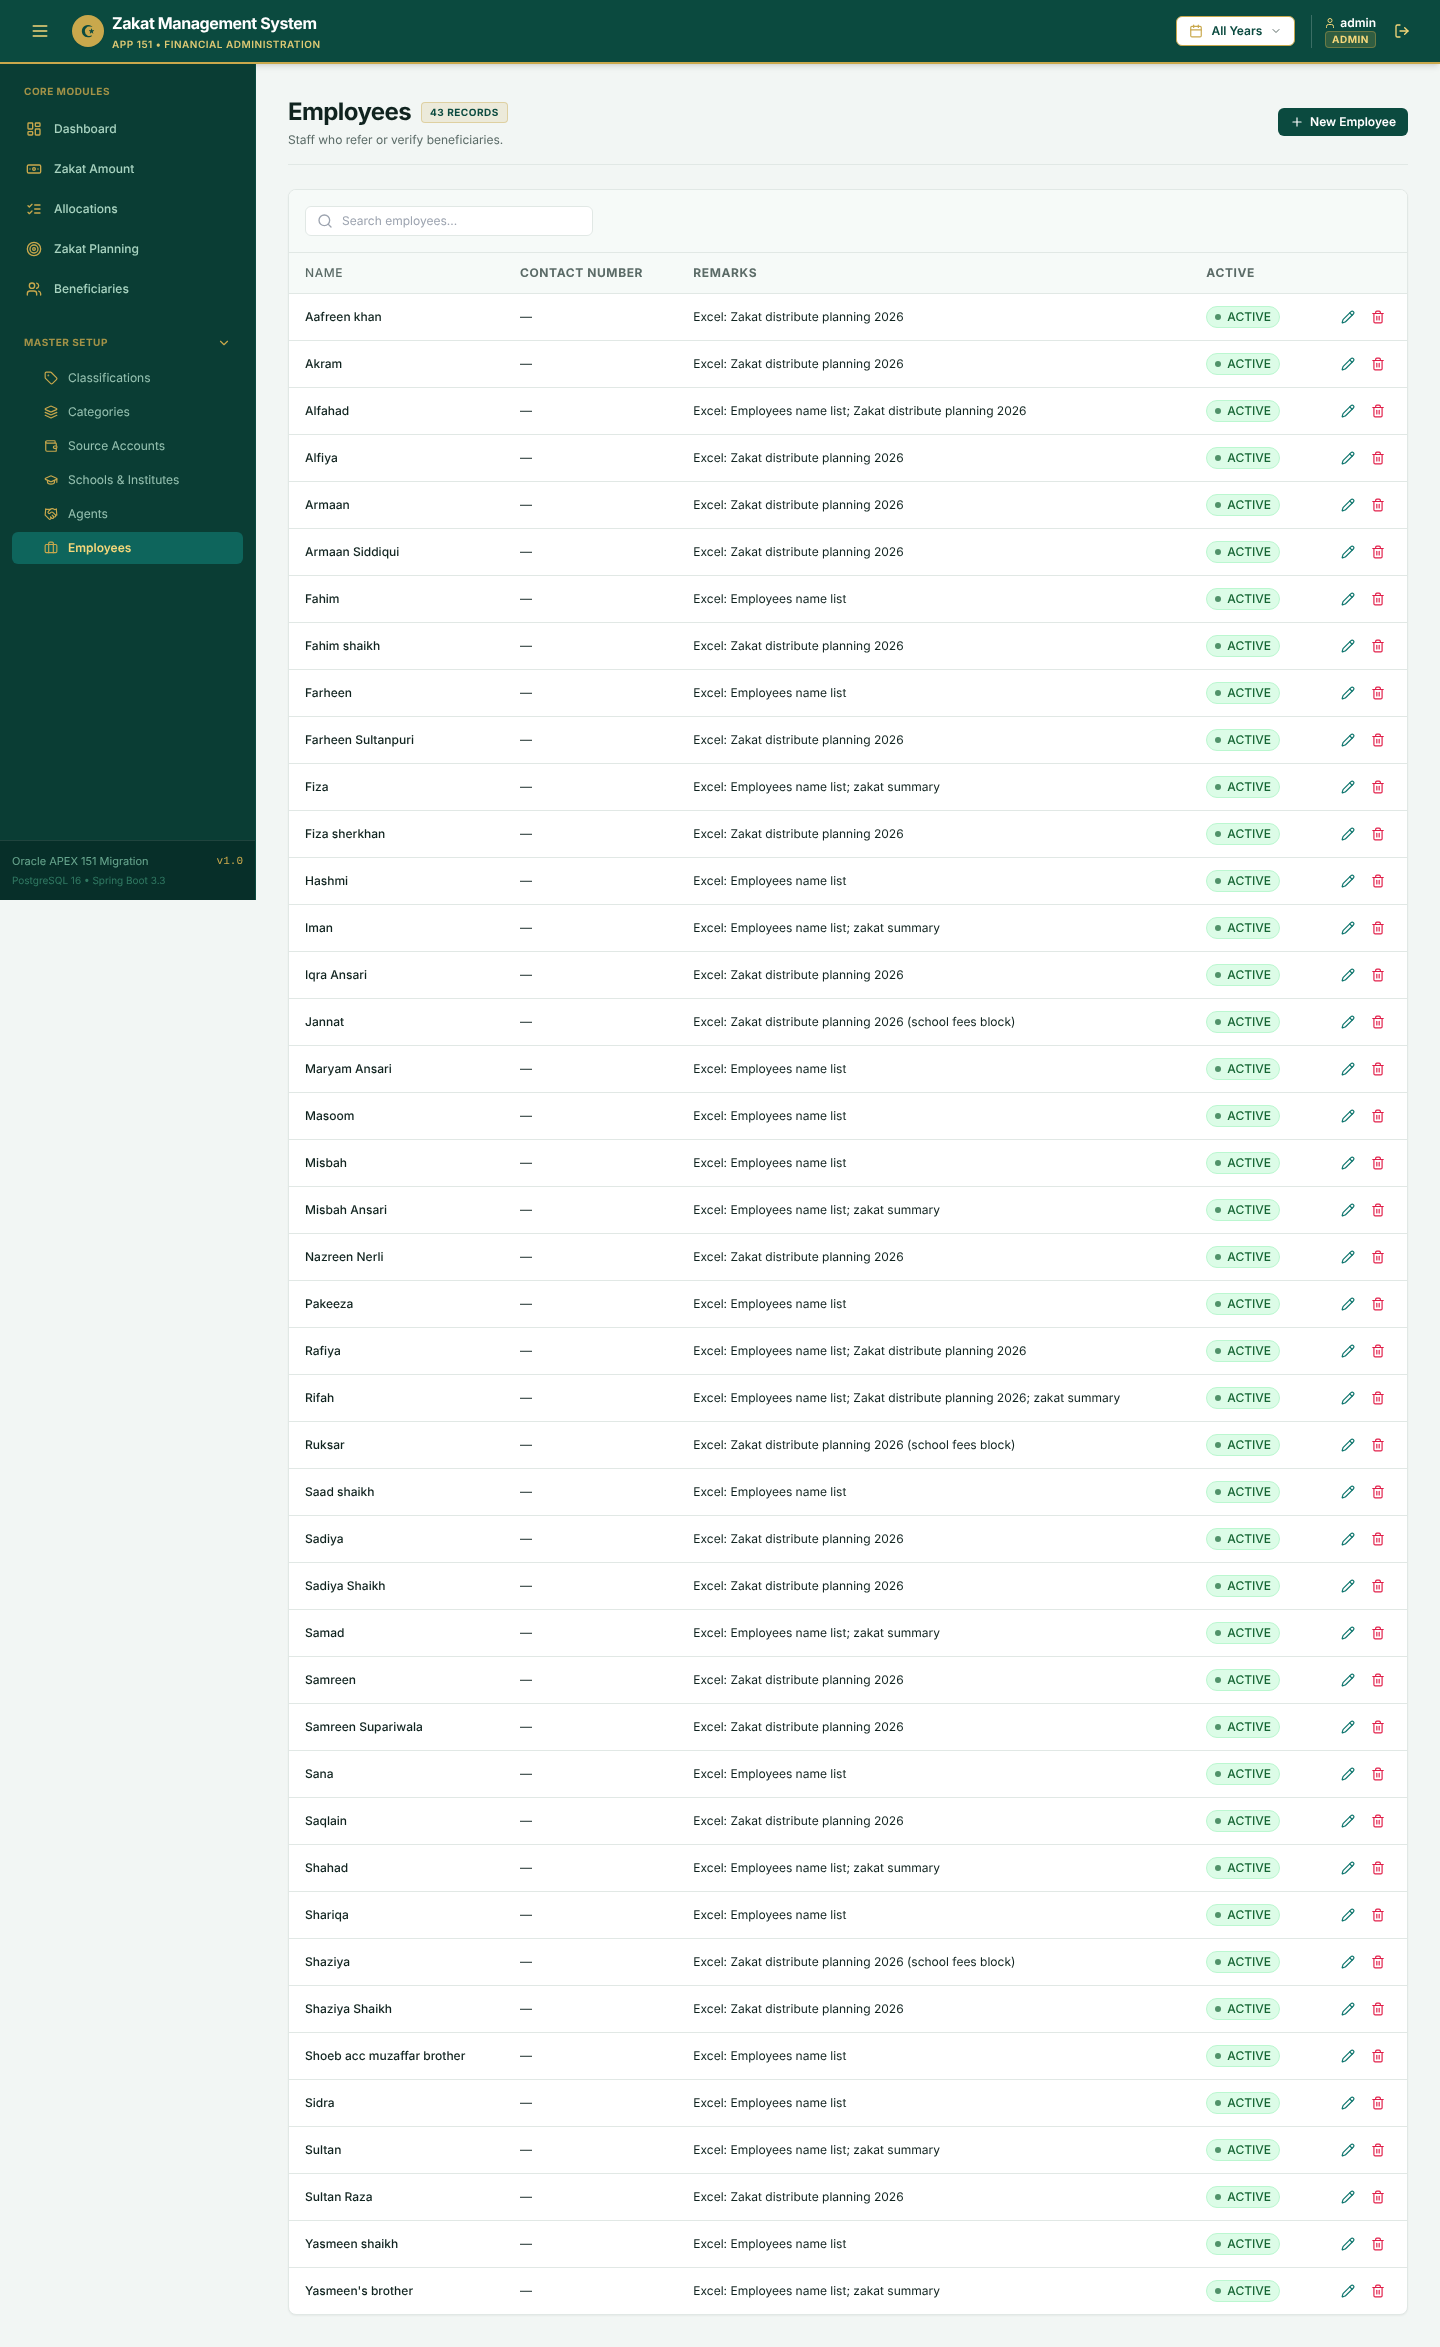 Zakat Management System
APP 151 • FINANCIAL ADMINISTRATION
All Years
admin
ADMIN
CORE MODULES
Dashboard
Zakat Amount
Allocations
Zakat Planning
Beneficiaries
MASTER SETUP
Classifications
Categories
Source Accounts
Schools & Institutes
Agents
Employees
Oracle APEX 151 Migration v1.0
PostgreSQL 16 • Spring Boot 3.3
Employees 43 RECORDS
Staff who refer or verify beneficiaries.
New Employee
Search employees...
NAME CONTACT NUMBER REMARKS ACTIVE
Aafreen khan — Excel: Zakat distribute planning 2026 ACTIVE
Akram — Excel: Zakat distribute planning 2026 ACTIVE
Alfahad — Excel: Employees name list; Zakat distribute planning 2026 ACTIVE
Alfiya — Excel: Zakat distribute planning 2026 ACTIVE
Armaan — Excel: Zakat distribute planning 2026 ACTIVE
Armaan Siddiqui — Excel: Zakat distribute planning 2026 ACTIVE
Fahim — Excel: Employees name list ACTIVE
Fahim shaikh — Excel: Zakat distribute planning 2026 ACTIVE
Farheen — Excel: Employees name list ACTIVE
Farheen Sultanpuri — Excel: Zakat distribute planning 2026 ACTIVE
Fiza — Excel: Employees name list; zakat summary ACTIVE
Fiza sherkhan — Excel: Zakat distribute planning 2026 ACTIVE
Hashmi — Excel: Employees name list ACTIVE
Iman — Excel: Employees name list; zakat summary ACTIVE
Iqra Ansari — Excel: Zakat distribute planning 2026 ACTIVE
Jannat — Excel: Zakat distribute planning 2026 (school fees block) ACTIVE
Maryam Ansari — Excel: Employees name list ACTIVE
Masoom — Excel: Employees name list ACTIVE
Misbah — Excel: Employees name list ACTIVE
Misbah Ansari — Excel: Employees name list; zakat summary ACTIVE
Nazreen Nerli — Excel: Zakat distribute planning 2026 ACTIVE
Pakeeza — Excel: Employees name list ACTIVE
Rafiya — Excel: Employees name list; Zakat distribute planning 2026 ACTIVE
Rifah — Excel: Employees name list; Zakat distribute planning 2026; zakat summary ACTIVE
Ruksar — Excel: Zakat distribute planning 2026 (school fees block) ACTIVE
Saad shaikh — Excel: Employees name list ACTIVE
Sadiya — Excel: Zakat distribute planning 2026 ACTIVE
Sadiya Shaikh — Excel: Zakat distribute planning 2026 ACTIVE
Samad — Excel: Employees name list; zakat summary ACTIVE
Samreen — Excel: Zakat distribute planning 2026 ACTIVE
Samreen Supariwala — Excel: Zakat distribute planning 2026 ACTIVE
Sana — Excel: Employees name list ACTIVE
Saqlain — Excel: Zakat distribute planning 2026 ACTIVE
Shahad — Excel: Employees name list; zakat summary ACTIVE
Shariqa — Excel: Employees name list ACTIVE
Shaziya — Excel: Zakat distribute planning 2026 (school fees block) ACTIVE
Shaziya Shaikh — Excel: Zakat distribute planning 2026 ACTIVE
Shoeb acc muzaffar brother — Excel: Employees name list ACTIVE
Sidra — Excel: Employees name list ACTIVE
Sultan — Excel: Employees name list; zakat summary ACTIVE
Sultan Raza — Excel: Zakat distribute planning 2026 ACTIVE
Yasmeen shaikh — Excel: Employees name list ACTIVE
Yasmeen's brother — Excel: Employees name list; zakat summary ACTIVE